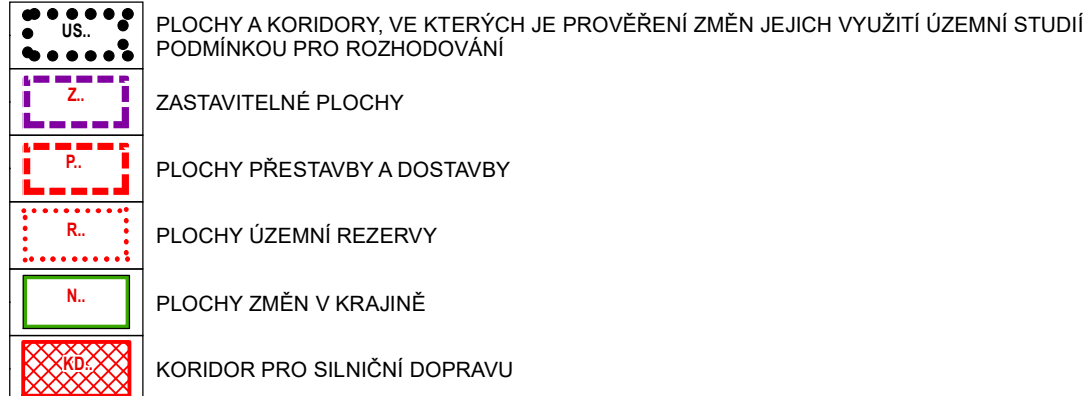 US.. PLOCHY A KORIDORY, VE KTERÝCH JE PROVĚŘENÍ ZMĚN JEJICH VYUŽITÍ ÚZEMNÍ STUDIÍ
PODMÍNKOU PRO ROZHODOVÁNÍ
Z.. ZASTAVITELNÉ PLOCHY
P.. PLOCHY PŘESTAVBY A DOSTAVBY
R.. PLOCHY ÚZEMNÍ REZERVY
N.. PLOCHY ZMĚN V KRAJINĚ
KD.. KORIDOR PRO SILNIČNÍ DOPRAVU